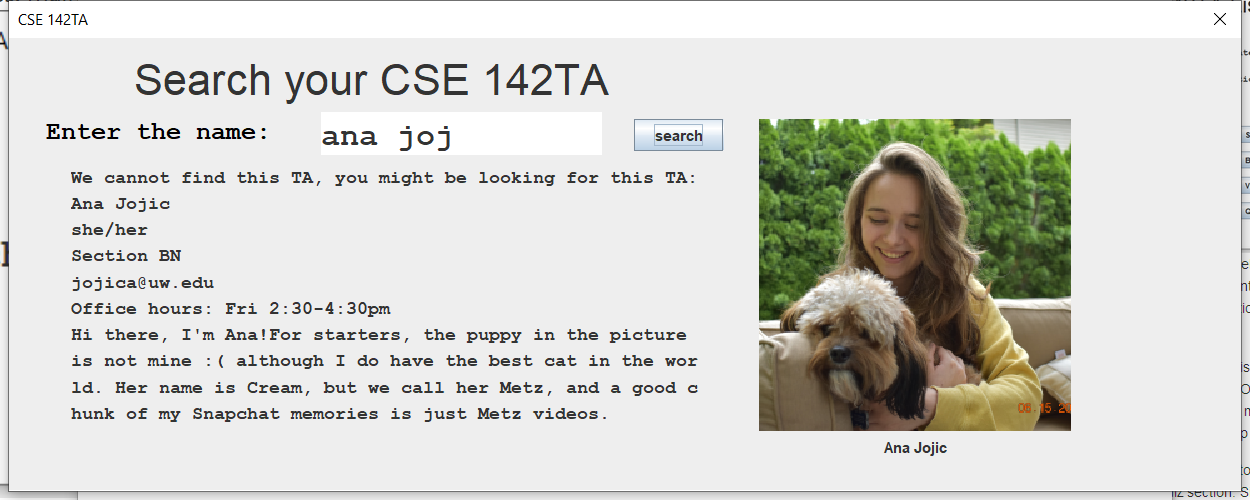 CSE 142TA
Search your CSE 142TA
Enter the name:
ana joj
search
We cannot find this TA, you might be looking for this TA:
Ana Jojic
she/her
Section BN
jojica@uw.edu
Office hours: Fri 2:30-4:30pm
Hi there, I'm Ana!For starters, the puppy in the picture
is not mine :( although I do have the best cat in the wor
ld. Her name is Cream, but we call her Metz, and a good c
hunk of my Snapchat memories is just Metz videos.
Ana Jojic